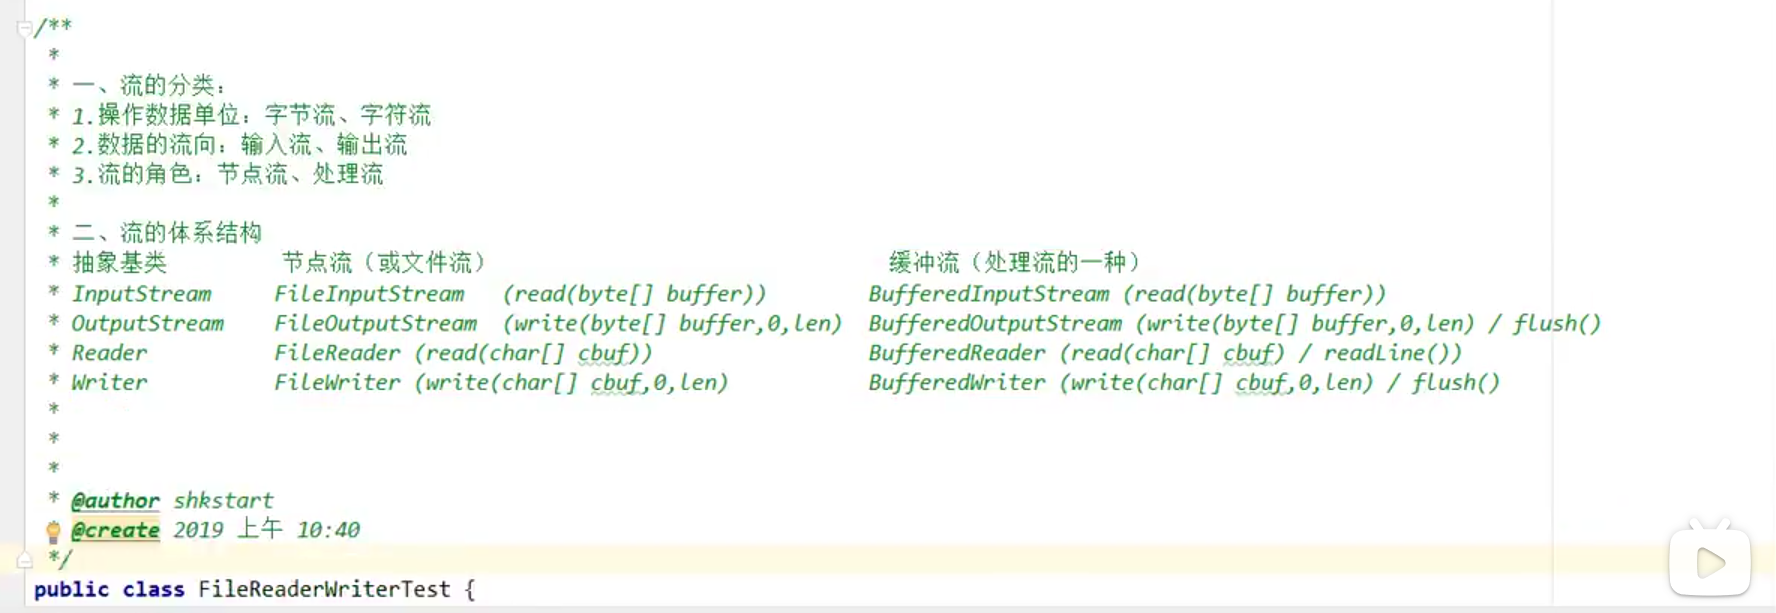 /**
*
* 一、流的分类：
* 1.操作数据单位：字节流、字符流
* 2.数据的流向：输入流、输出流
* 3.流的角色：节点流、处理流
*
* 二、流的体系结构
* 抽象基类 节点流（或文件流） 缓冲流（处理流的一种）
* InputStream FileInputStream (read(byte[] buffer)) BufferedInputStream (read(byte[] buffer))
* OutputStream FileOutputStream (write(byte[] buffer,0,len) BufferedOutputStream (write(byte[] buffer,0,len) / flush()
* Reader FileReader (read(char[] cbuf)) BufferedReader (read(char[] cbuf) / readLine())
* Writer FileWriter (write(char[] cbuf,0,len) BufferedWriter (write(char[] cbuf,0,len) / flush()
*
*
*
* @author shkstart
@create 2019 上午 10:40
*/
public class FileReaderWriterTest {